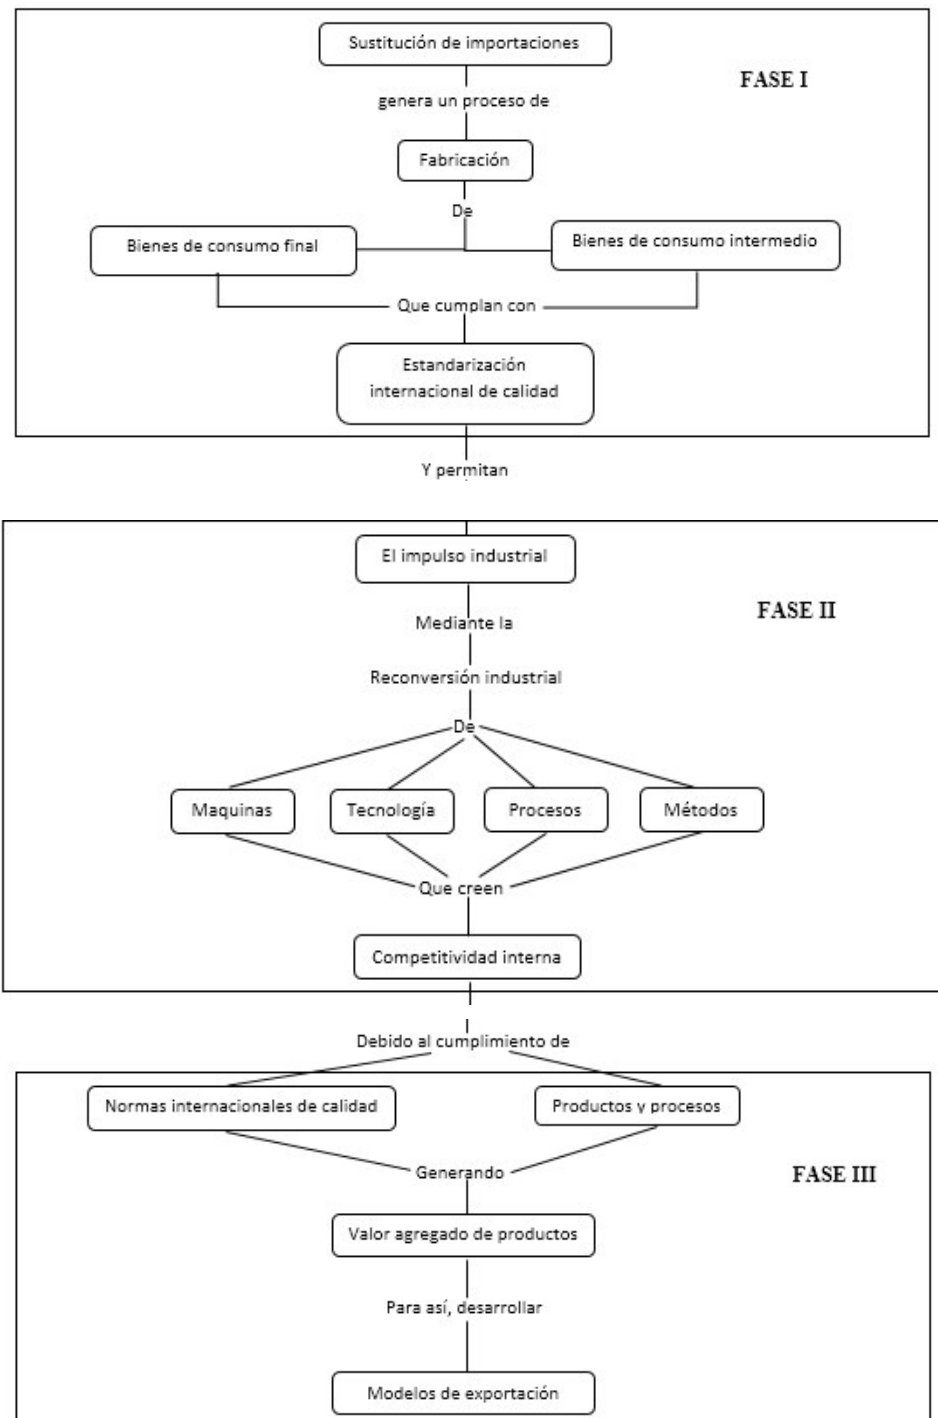 Sustitución de importaciones
FASE I
genera un proceso de
Fabricación
De
Bienes de consumo final
Bienes de consumo intermedio
Que cumplan con
Estandarización
internacional de calidad
Y permitan
El impulso industrial
FASE II
Mediante la
Reconversión industrial
De
Maquinas
Tecnología
Procesos
Métodos
Que creen
Competitividad interna
Debido al cumplimiento de
Normas internacionales de calidad
Productos y procesos
Generando
FASE III
Valor agregado de productos
Para así, desarrollar
Modelos de exportación